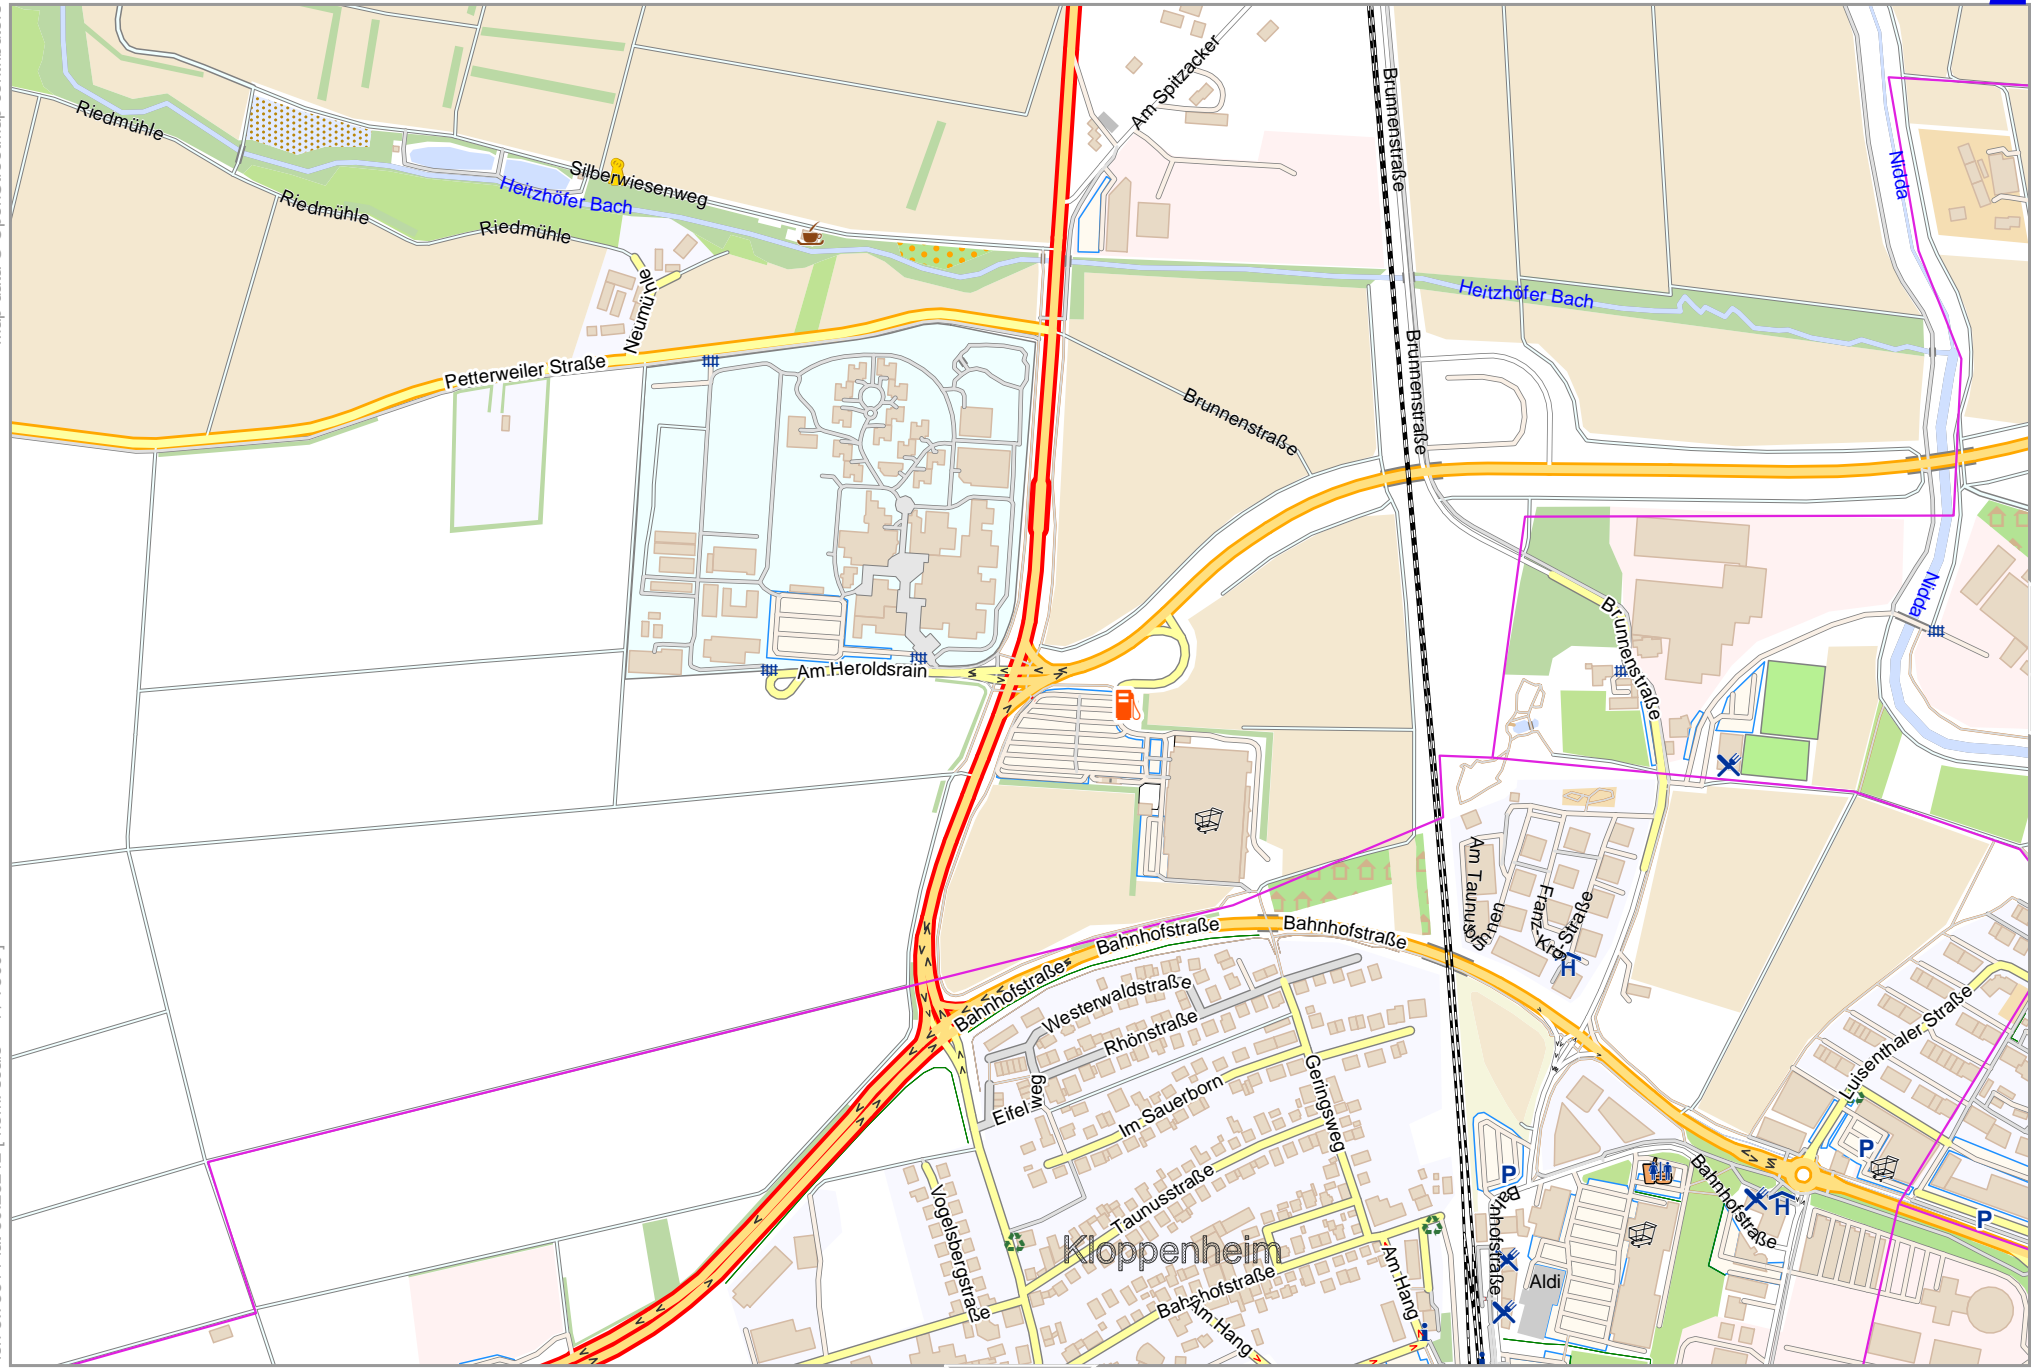 Am Spitzacker
Brunnenstraße
Riedmühle
Nidda
Silberwiesenweg
Heitzhöfer Bach
Riedmühle
Riedmühle
Neumühle
Heitzhöfer Bach
Petterweiler Straße
Brunnenstraße
Brunnenstraße
Nidda
Brunnenstraße
Am Heroldsrain
Am Taunusbrunnen
Bahnhofstraße
Bahnhofstraße
H
Bahnhofstraße
Westerwaldstraße
Rhönstraße
Luisenthaler Straße
Geringsweg
Eifelweg
Im Sauerborn
P
P
Taunusstraße
Vogelsbergstraße
Bahnhofstraße
Bahnhofstraße
H
P
Kloppenheim
Am Hang
Aldi
Bahnhofstraße
Am Hang